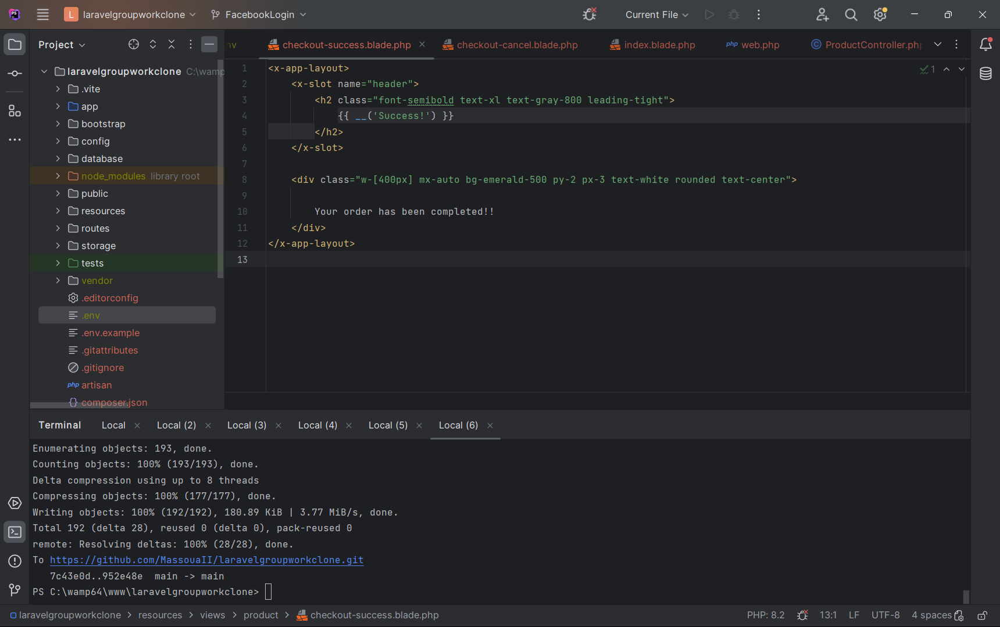 PS L laravelgroupworkclone FacebookLogin Current File
Project
nv checkout-success.blade.php checkout-cancel.blade.php index.blade.php php web.php C ProductController.php
laravelgroupworkclone C:\wamp
.vite
app
bootstrap
config
database
node_modules library root
public
resources
routes
storage
tests
vendor
.editorconfig
.env
.env.example
.gitattributes
.gitignore
php artisan
{} composer.json
1 <x-app-layout>
2 <x-slot name="header">
3 <h2 class="font-semibold text-xl text-gray-800 leading-tight">
4 {{ __('Success!') }}
5 </h2>
6 </x-slot>
7
8 <div class="w-[400px] mx-auto bg-emerald-500 py-2 px-3 text-white rounded text-center">
9
10 Your order has been completed!!
11 </div>
12 </x-app-layout>
13
1
Terminal Local Local (2) Local (3) Local (4) Local (5) Local (6)
Enumerating objects: 193, done.
Counting objects: 100% (193/193), done.
Delta compression using up to 8 threads
Compressing objects: 100% (177/177), done.
Writing objects: 100% (192/192), 180.89 KiB | 3.77 MiB/s, done.
Total 192 (delta 28), reused 0 (delta 0), pack-reused 0
remote: Resolving deltas: 100% (28/28), done.
To https://github.com/MassouaII/laravelgroupworkclone.git
7c43e0d..952e48e main -> main
PS C:\wamp64\www\laravelgroupworkclone>
laravelgroupworkclone > resources > views > product > checkout-success.blade.php PHP: 8.2 13:1 LF UTF-8 4 spaces